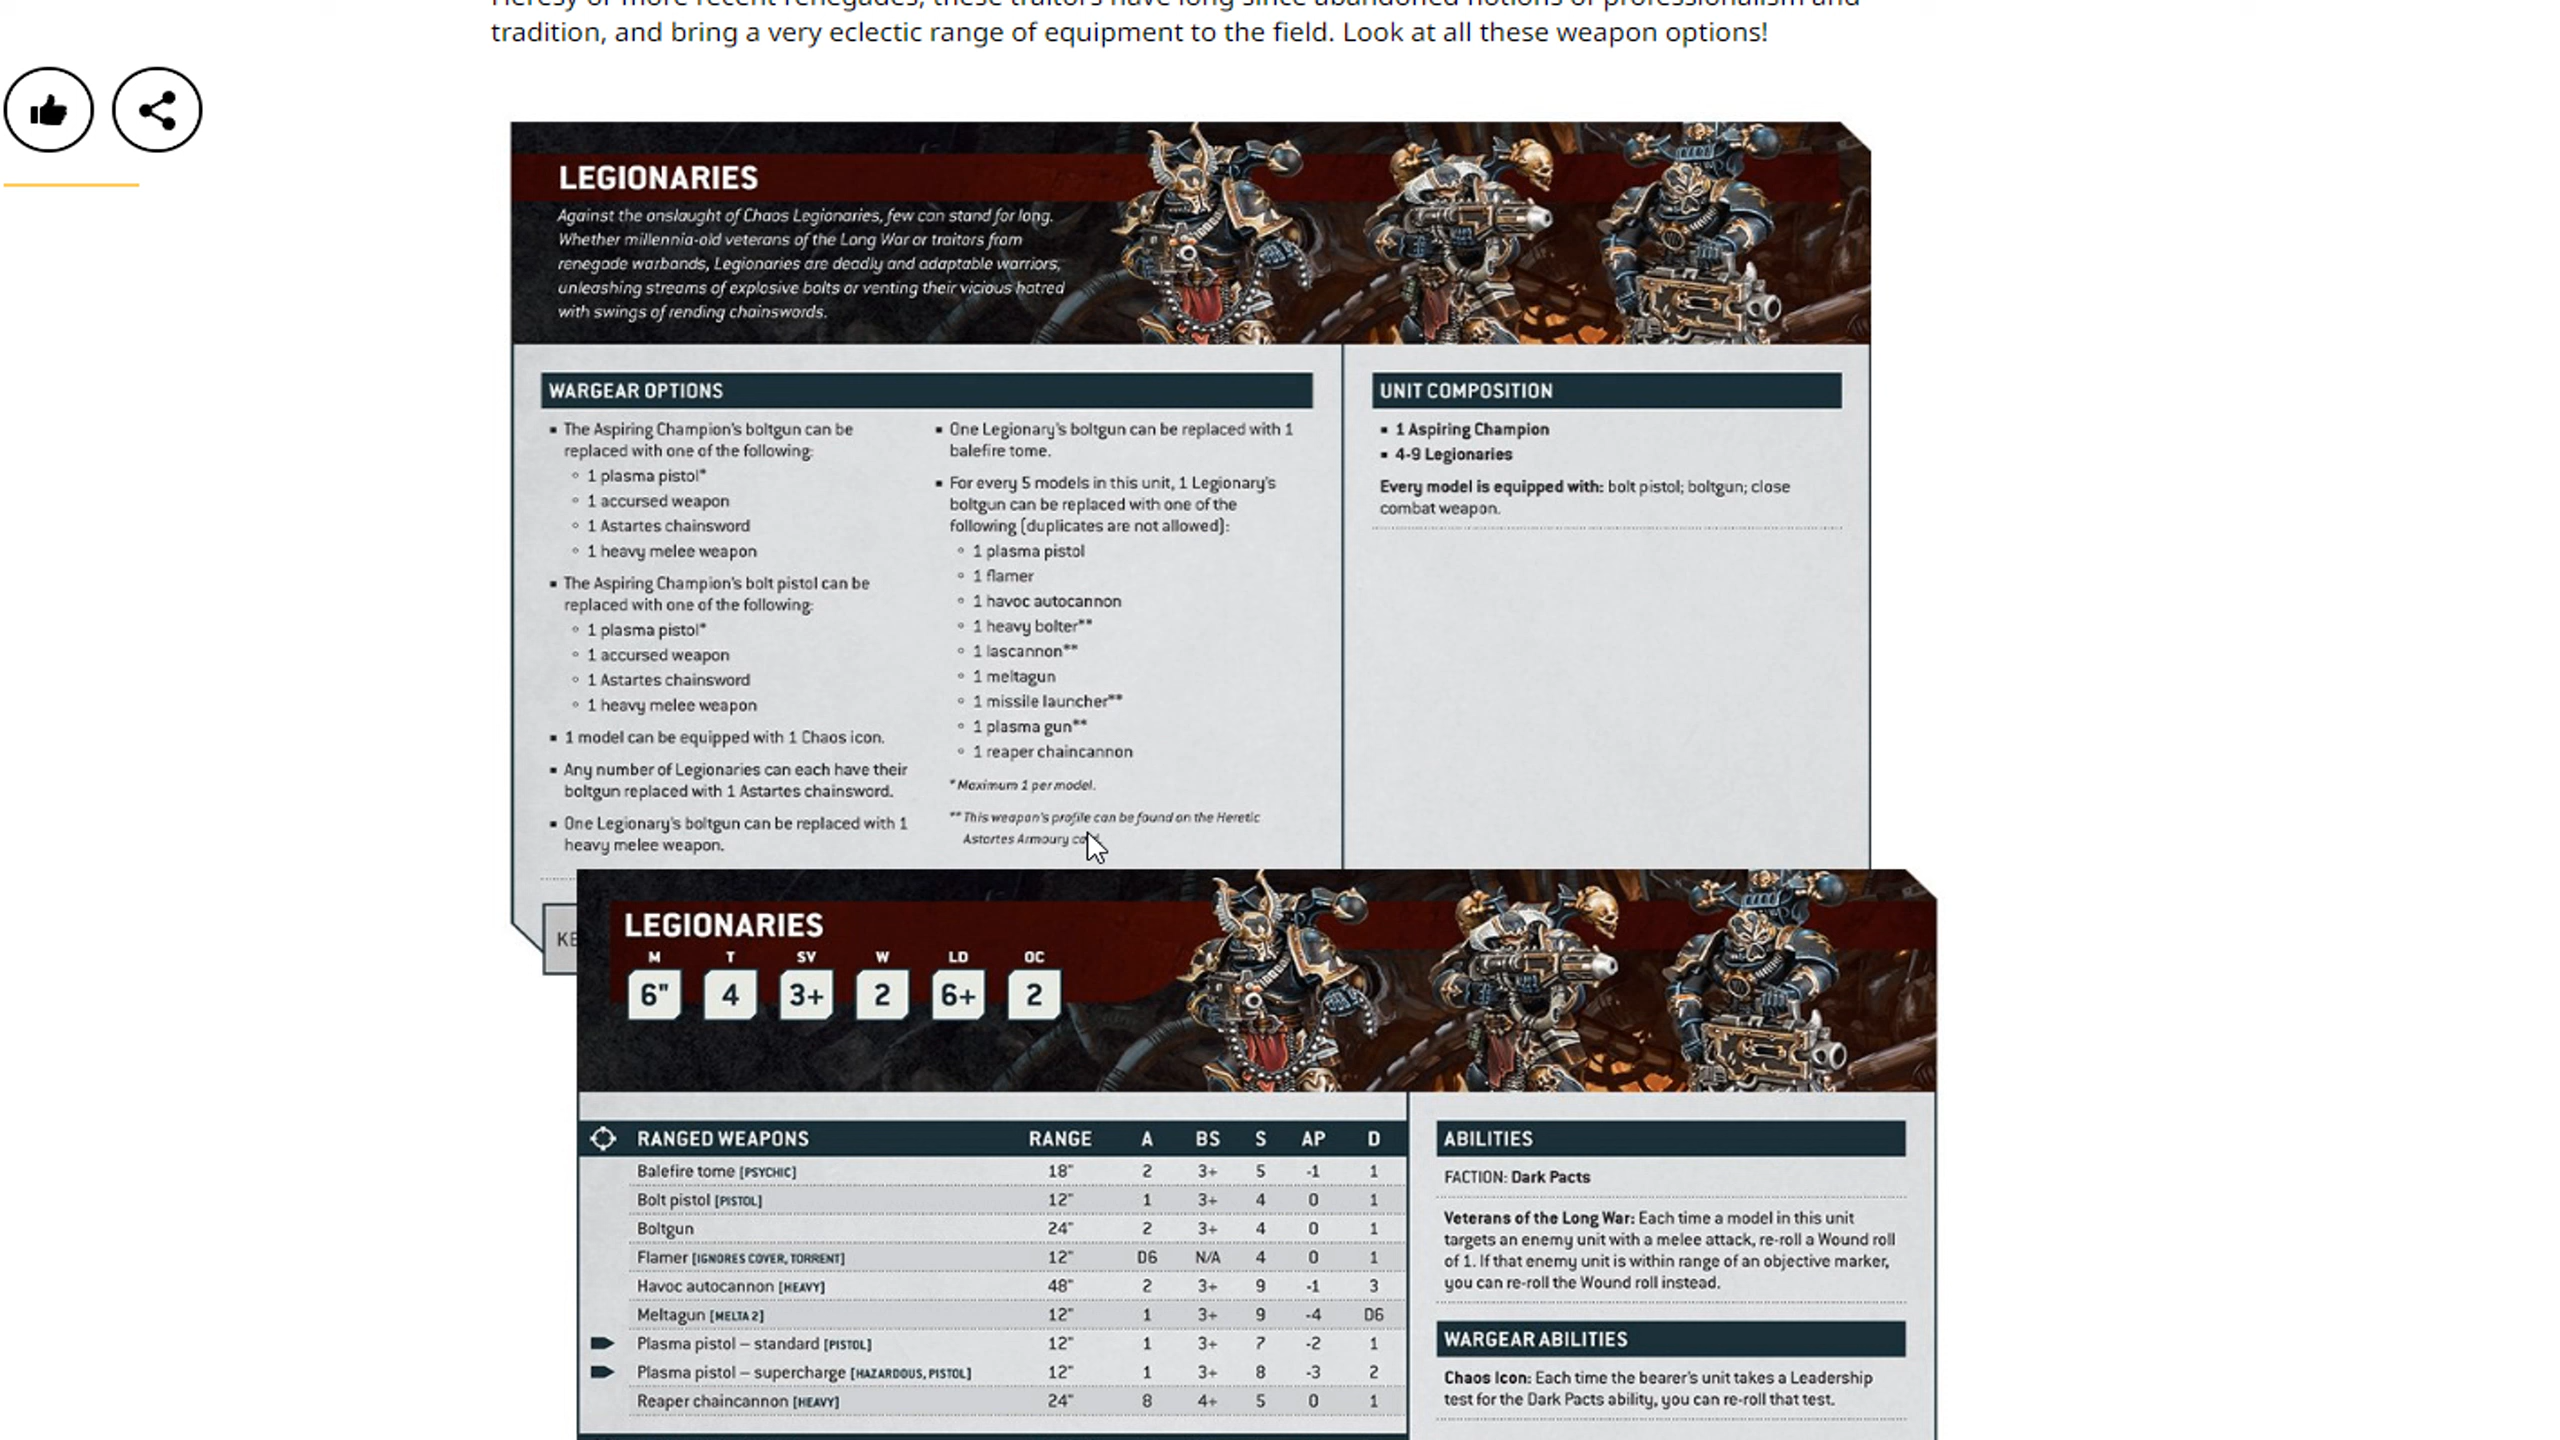 tradition, and bring a very eclectic range of equipment to the field. Look at all these weapon options!
LEGIONARIES
Against the onslaught of Chaos Legionaries, few can stand for long.
Whether millennia-old veterans of the Long War or traitors from
renegade warbands, Legionaries are deadly and adaptable warriors,
unleashing streams of explosive bolts or venting their vicious hatred
with swings of rending chainswords.
WARGEAR OPTIONS
▪ The Aspiring Champion's boltgun can be
replaced with one of the following:
◦ 1 plasma pistol*
◦ 1 accursed weapon
◦ 1 Astartes chainsword
◦ 1 heavy melee weapon
▪ The Aspiring Champion's bolt pistol can be
replaced with one of the following:
◦ 1 plasma pistol*
◦ 1 accursed weapon
◦ 1 Astartes chainsword
◦ 1 heavy melee weapon
▪ 1 model can be equipped with 1 Chaos icon.
▪ Any number of Legionaries can each have their
boltgun replaced with 1 Astartes chainsword.
▪ One Legionary's boltgun can be replaced with 1
heavy melee weapon.
▪ One Legionary's boltgun can be replaced with 1
balefire tome.
▪ For every 5 models in this unit, 1 Legionary's
boltgun can be replaced with one of the
following (duplicates are not allowed):
◦ 1 plasma pistol
◦ 1 flamer
◦ 1 havoc autocannon
◦ 1 heavy bolter**
◦ 1 lascannon**
◦ 1 meltagun
◦ 1 missile launcher**
◦ 1 plasma gun**
◦ 1 reaper chaincannon
* Maximum 1 per model.
** This weapon's profile can be found on the Heretic
Astartes Armoury
UNIT COMPOSITION
▪ 1 Aspiring Champion
▪ 4-9 Legionaries
Every model is equipped with: bolt pistol; boltgun; close
combat weapon.
KE
LEGIONARIES
M T SV W LD OC
6" 4 3+ 2 6+ 2
RANGED WEAPONS RANGE A BS S AP D
Balefire tome [PSYCHIC] 18" 2 3+ 5 -1 1
Bolt pistol [PISTOL] 12" 1 3+ 4 0 1
Boltgun 24" 2 3+ 4 0 1
Flamer [IGNORES COVER, TORRENT] 12" D6 N/A 4 0 1
Havoc autocannon [HEAVY] 48" 2 3+ 9 -1 3
Meltagun [MELTA 2] 12" 1 3+ 9 -4 D6
Plasma pistol – standard [PISTOL] 12" 1 3+ 7 -2 1
Plasma pistol – supercharge [HAZARDOUS, PISTOL] 12" 1 3+ 8 -3 2
Reaper chaincannon [HEAVY] 24" 8 4+ 5 0 1
ABILITIES
FACTION: Dark Pacts
Veterans of the Long War: Each time a model in this unit
targets an enemy unit with a melee attack, re-roll a Wound roll
of 1. If that enemy unit is within range of an objective marker,
you can re-roll the Wound roll instead.
WARGEAR ABILITIES
Chaos Icon: Each time the bearer's unit takes a Leadership
test for the Dark Pacts ability, you can re-roll that test.